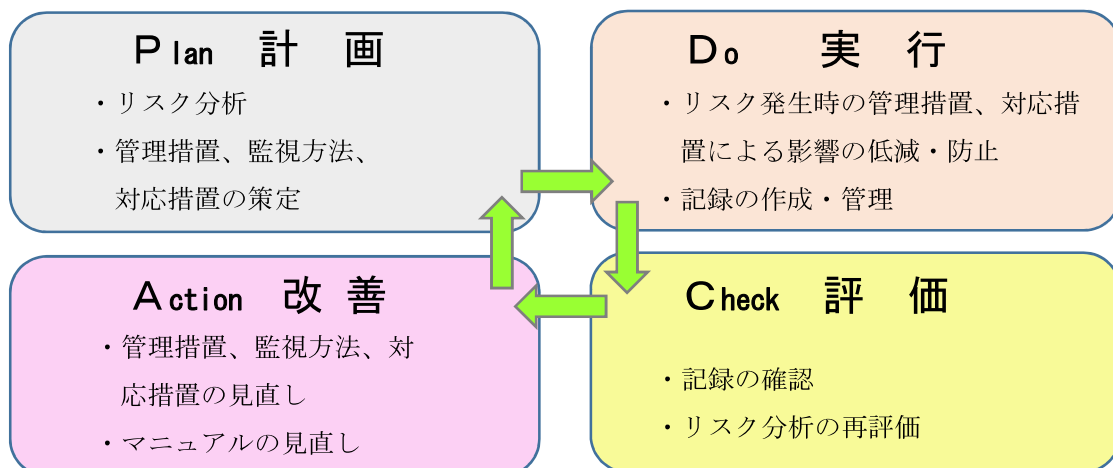 Plan 計 画
・リスク分析
・管理措置、監視方法、
対応措置の策定
Do 実 行
・リスク発生時の管理措置、対応措
置による影響の低減・防止
・記録の作成・管理
Action 改 善
・管理措置、監視方法、対
応措置の見直し
・マニュアルの見直し
Check 評 価
・記録の確認
・リスク分析の再評価